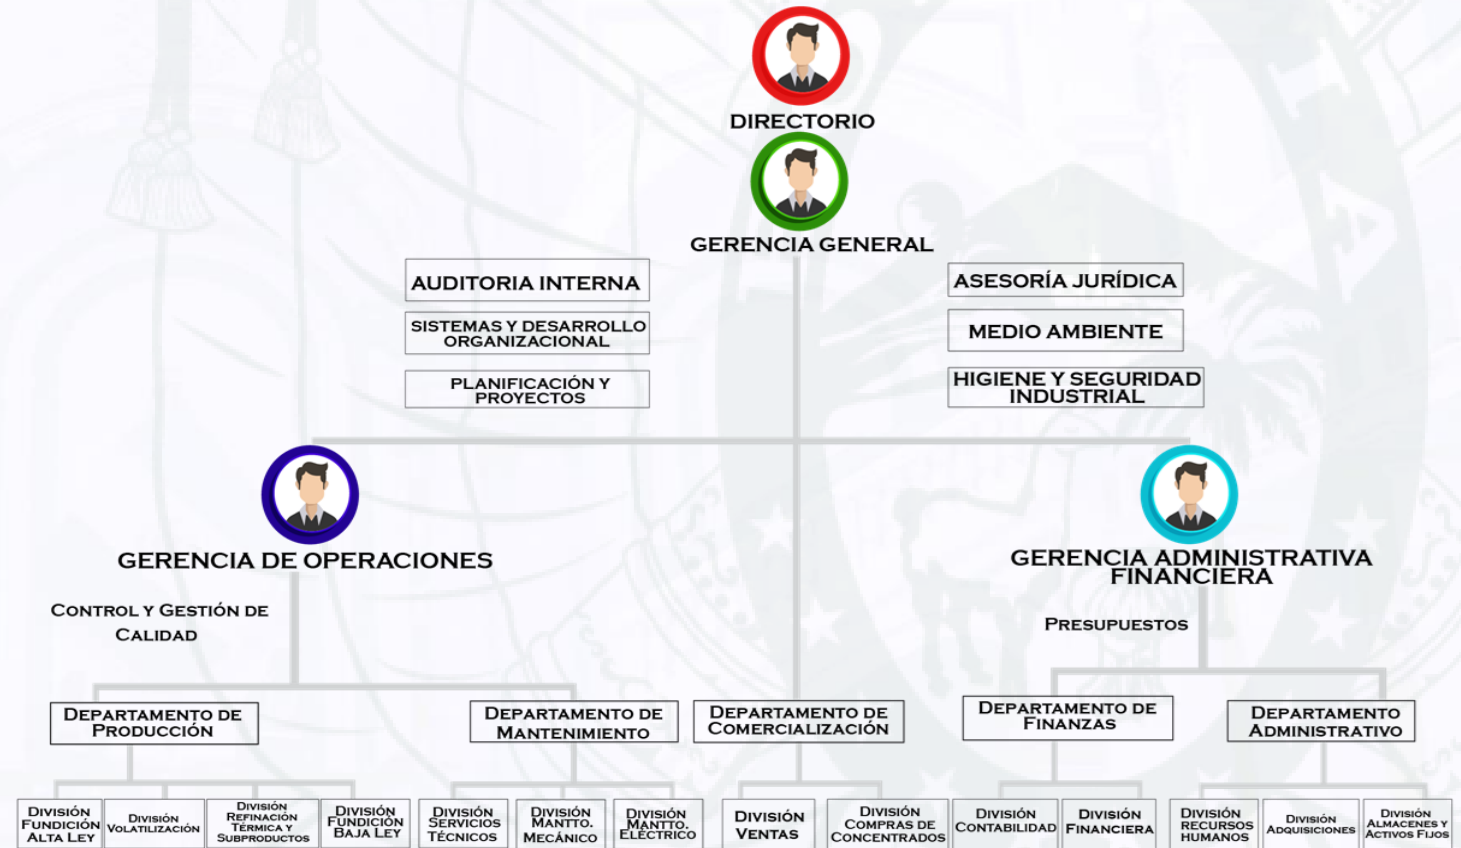 DIRECTORIO
GERENCIA GENERAL
AUDITORIA INTERNA
ASESORÍA JURÍDICA
SISTEMAS Y DESARROLLO
ORGANIZACIONAL
MEDIO AMBIENTE
PLANIFICACIÓN Y
PROYECTOS
HIGIENE Y SEGURIDAD
INDUSTRIAL
GERENCIA DE OPERACIONES
GERENCIA ADMINISTRATIVA
FINANCIERA
CONTROL Y GESTIÓN DE
CALIDAD
PRESUPUESTOS
DEPARTAMENTO DE
PRODUCCIÓN
DEPARTAMENTO DE
MANTENIMIENTO
DEPARTAMENTO DE
COMERCIALIZACIÓN
DEPARTAMENTO DE
FINANZAS
DEPARTAMENTO
ADMINISTRATIVO
DIVISIÓN
FUNDICIÓN
ALTA LEY
DIVISIÓN
VOLATILIZACIÓN
DIVISIÓN
REFINACIÓN
TÉRMICA Y
SUBPRODUCTOS
DIVISIÓN
FUNDICIÓN
BAJA LEY
DIVISIÓN
SERVICIOS
TÉCNICOS
DIVISIÓN
MANTTO.
MECÁNICO
DIVISIÓN
MANTTO.
ELÉCTRICO
DIVISIÓN
VENTAS
DIVISIÓN
COMPRAS DE
CONCENTRADOS
DIVISIÓN
CONTABILIDAD
DIVISIÓN
FINANCIERA
DIVISIÓN
RECURSOS
HUMANOS
DIVISIÓN
ADQUISICIONES
DIVISIÓN
ALMACENES Y
ACTIVOS FIJOS